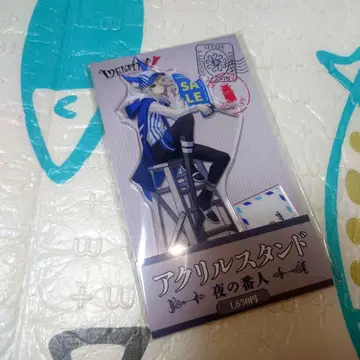 IDENTITY V
LETTER
SALE
アクリルスタンド
夜の番人
1,650円